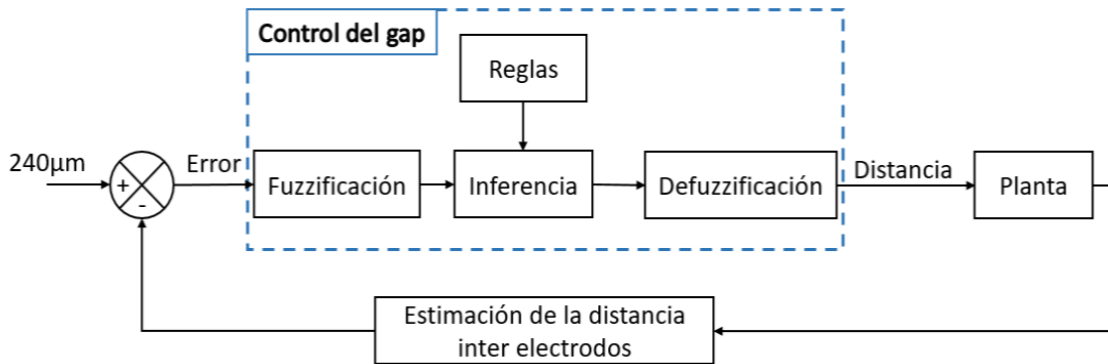 Control del gap
Reglas
240μm
+
-
Error
Fuzzificación
Inferencia
Defuzzificación
Distancia
Planta
Estimación de la distancia
inter electrodos